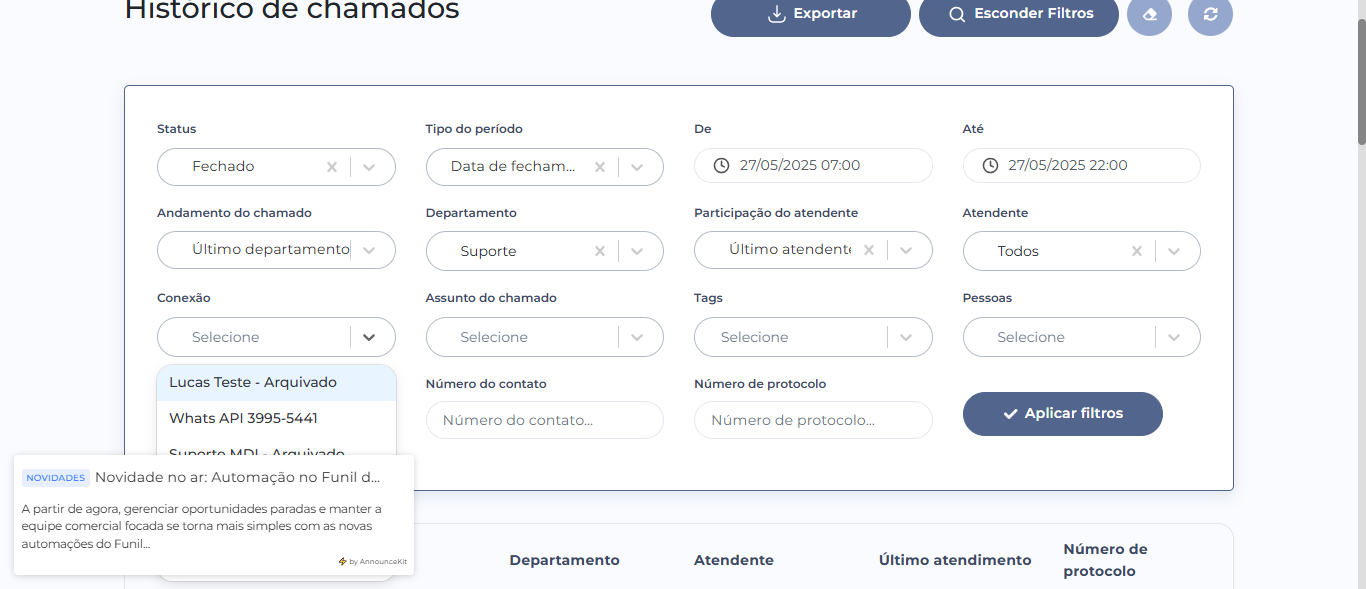 Histórico de chamados
Exportar
Esconder Filtros
Status
Tipo do período
De
Até
Fechado
Data de fecham...
27/05/2025 07:00
27/05/2025 22:00
Andamento do chamado
Departamento
Participação do atendente
Atendente
Último departamento
Suporte
Último atendente
Todos
Conexão
Assunto do chamado
Tags
Pessoas
Selecione
Selecione
Selecione
Selecione
Lucas Teste - Arquivado
Número do contato
Número de protocolo
Whats API 3995-5441
Número do contato...
Número de protocolo...
Aplicar filtros
Suporte MDI - Arquivado
NOVIDADES Novidade no ar: Automação no Funil d...
A partir de agora, gerenciar oportunidades paradas e manter a
equipe comercial focada se torna mais simples com as novas
automações do Funil...
by AnnounceKit
Departamento
Atendente
Último atendimento
Número de
protocolo